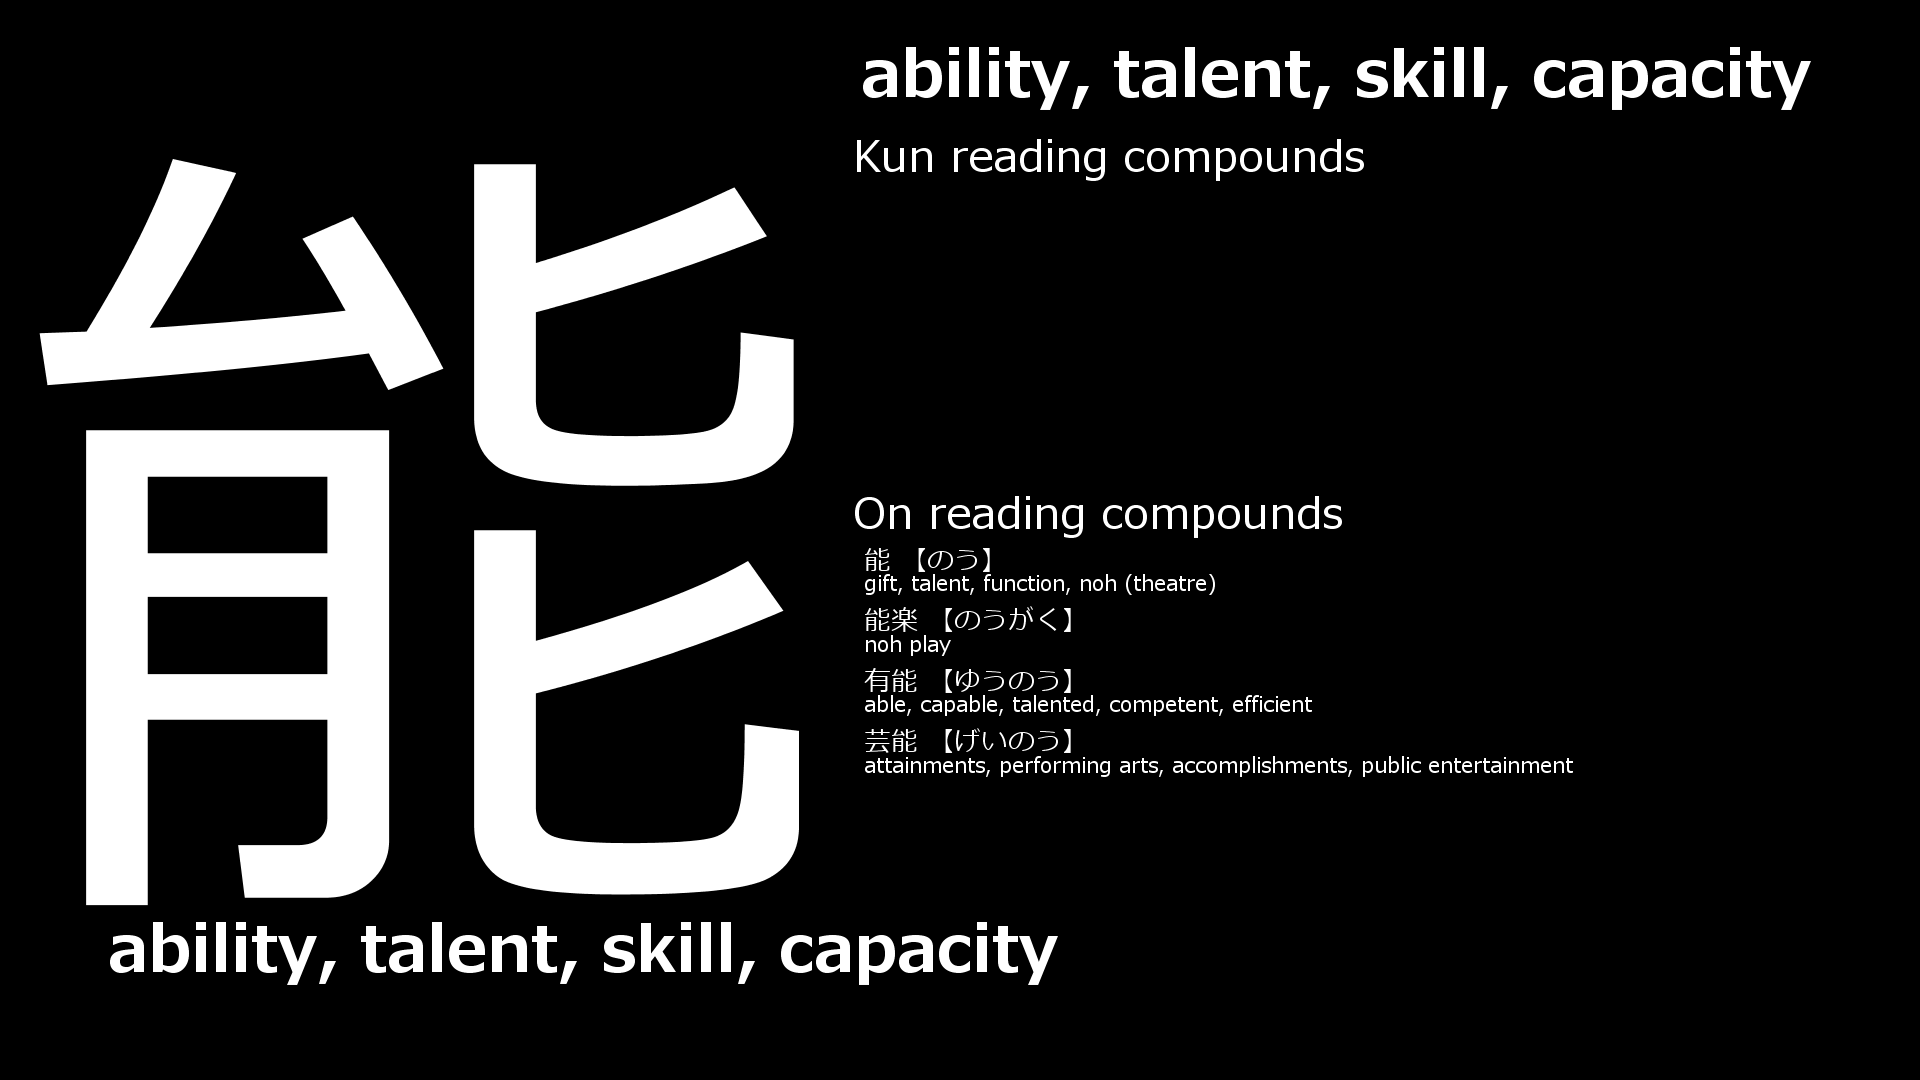 能
ability, talent, skill, capacity
ability, talent, skill, capacity
Kun reading compounds
On reading compounds
能 【のう】
gift, talent, function, noh (theatre)
能楽 【のうがく】
noh play
有能 【ゆうのう】
able, capable, talented, competent, efficient
芸能 【げいのう】
attainments, performing arts, accomplishments, public entertainment